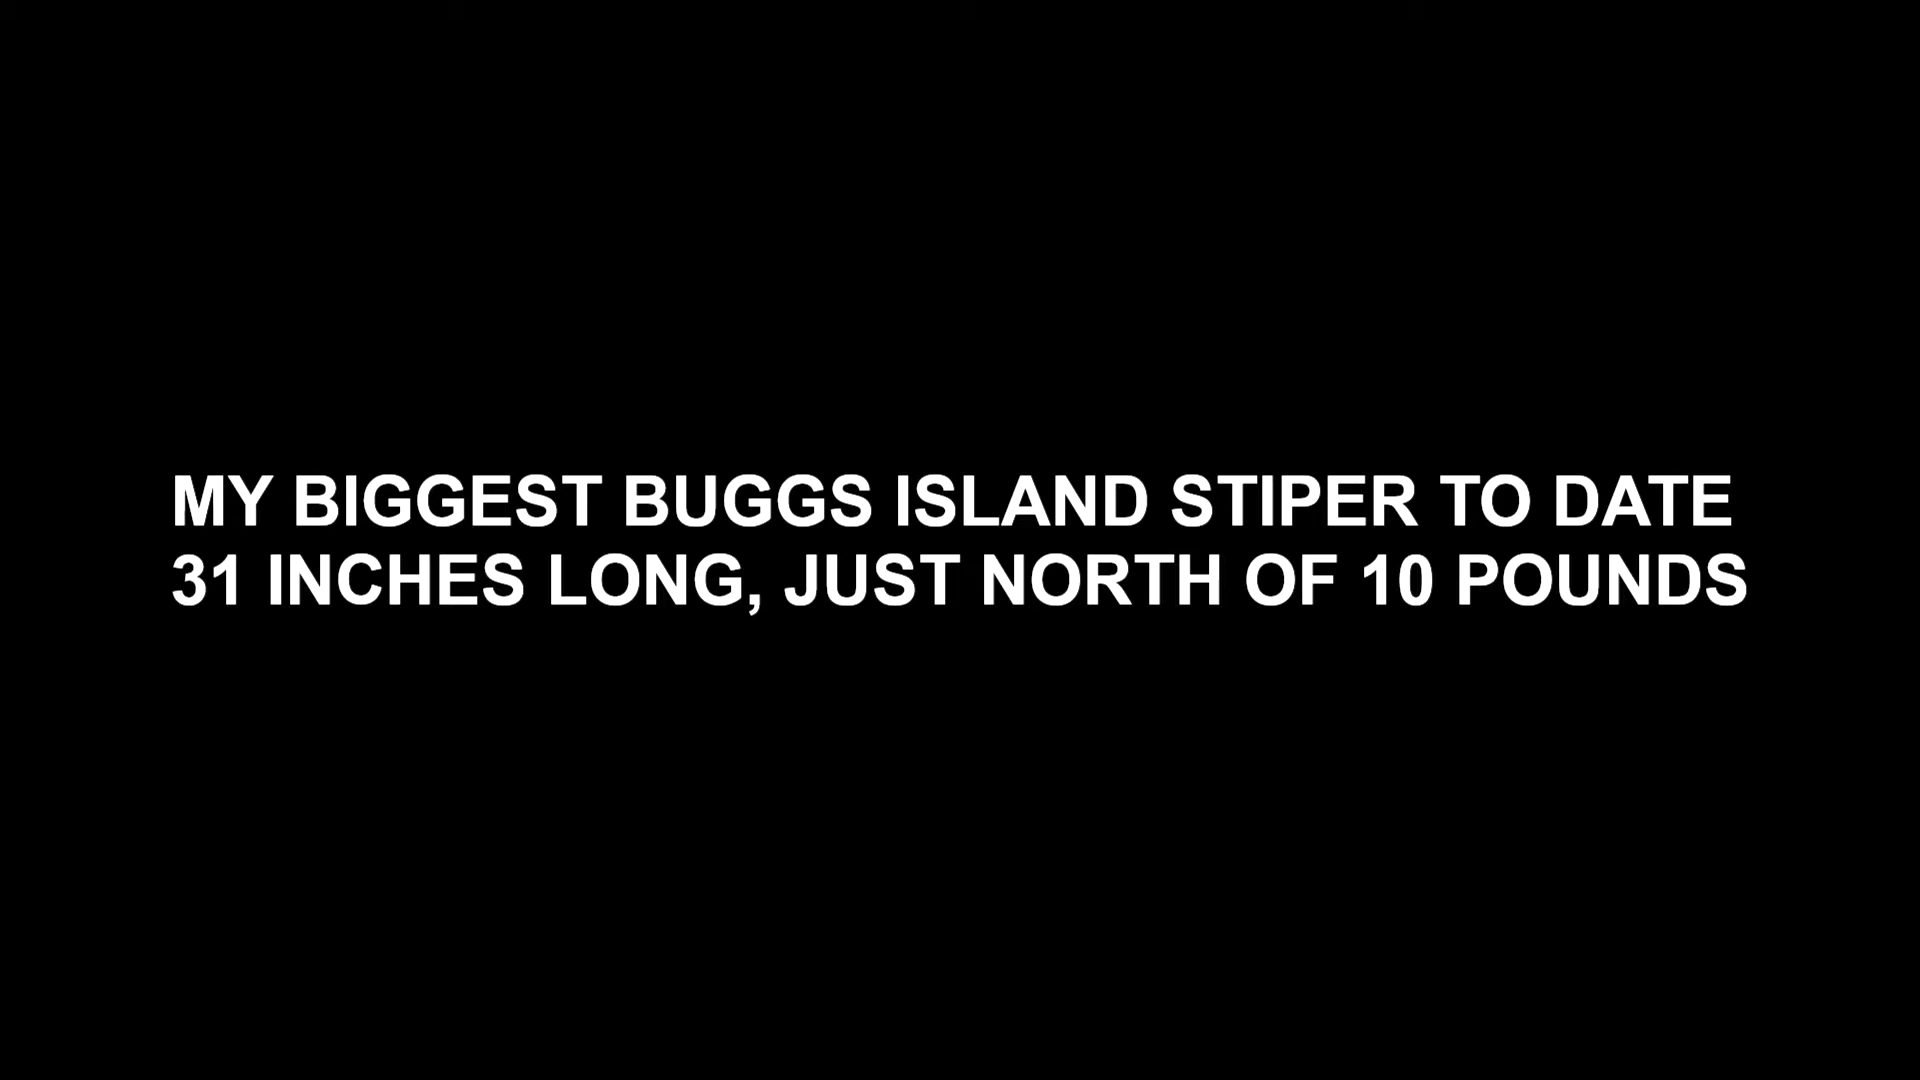 MY BIGGEST BUGGS ISLAND STIPER TO DATE
31 INCHES LONG, JUST NORTH OF 10 POUNDS